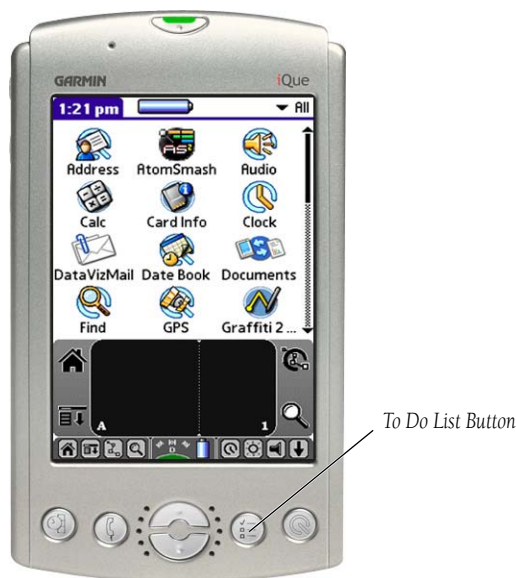 GARMIN iQue
1:21 pm All
Address AtomSmash Audio
Calc Card Info Clock
DataVizMail Date Book Documents
Find GPS Graffiti 2 ...
A 1
To Do List Button